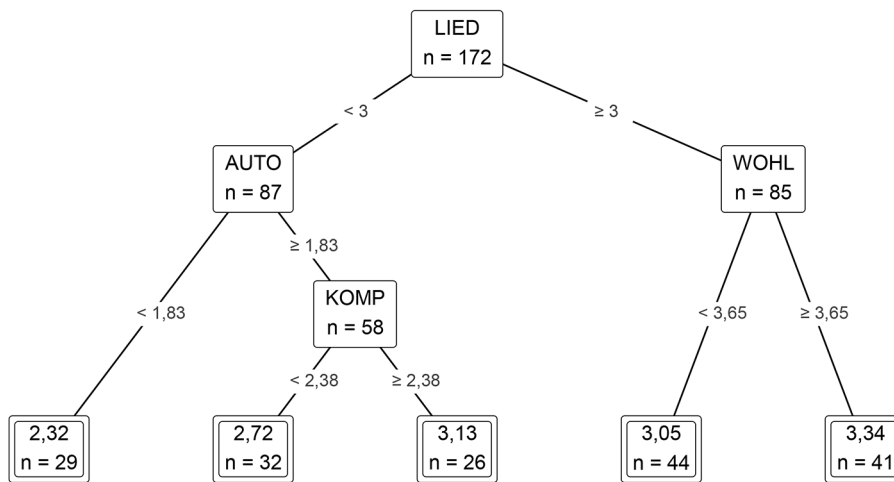 LIED
n = 172
< 3
≥ 3
AUTO
n = 87
WOHL
n = 85
≥ 1,83
< 1,83
KOMP
n = 58
< 3,65
≥ 3,65
< 2,38
≥ 2,38
2,32
n = 29
2,72
n = 32
3,13
n = 26
3,05
n = 44
3,34
n = 41